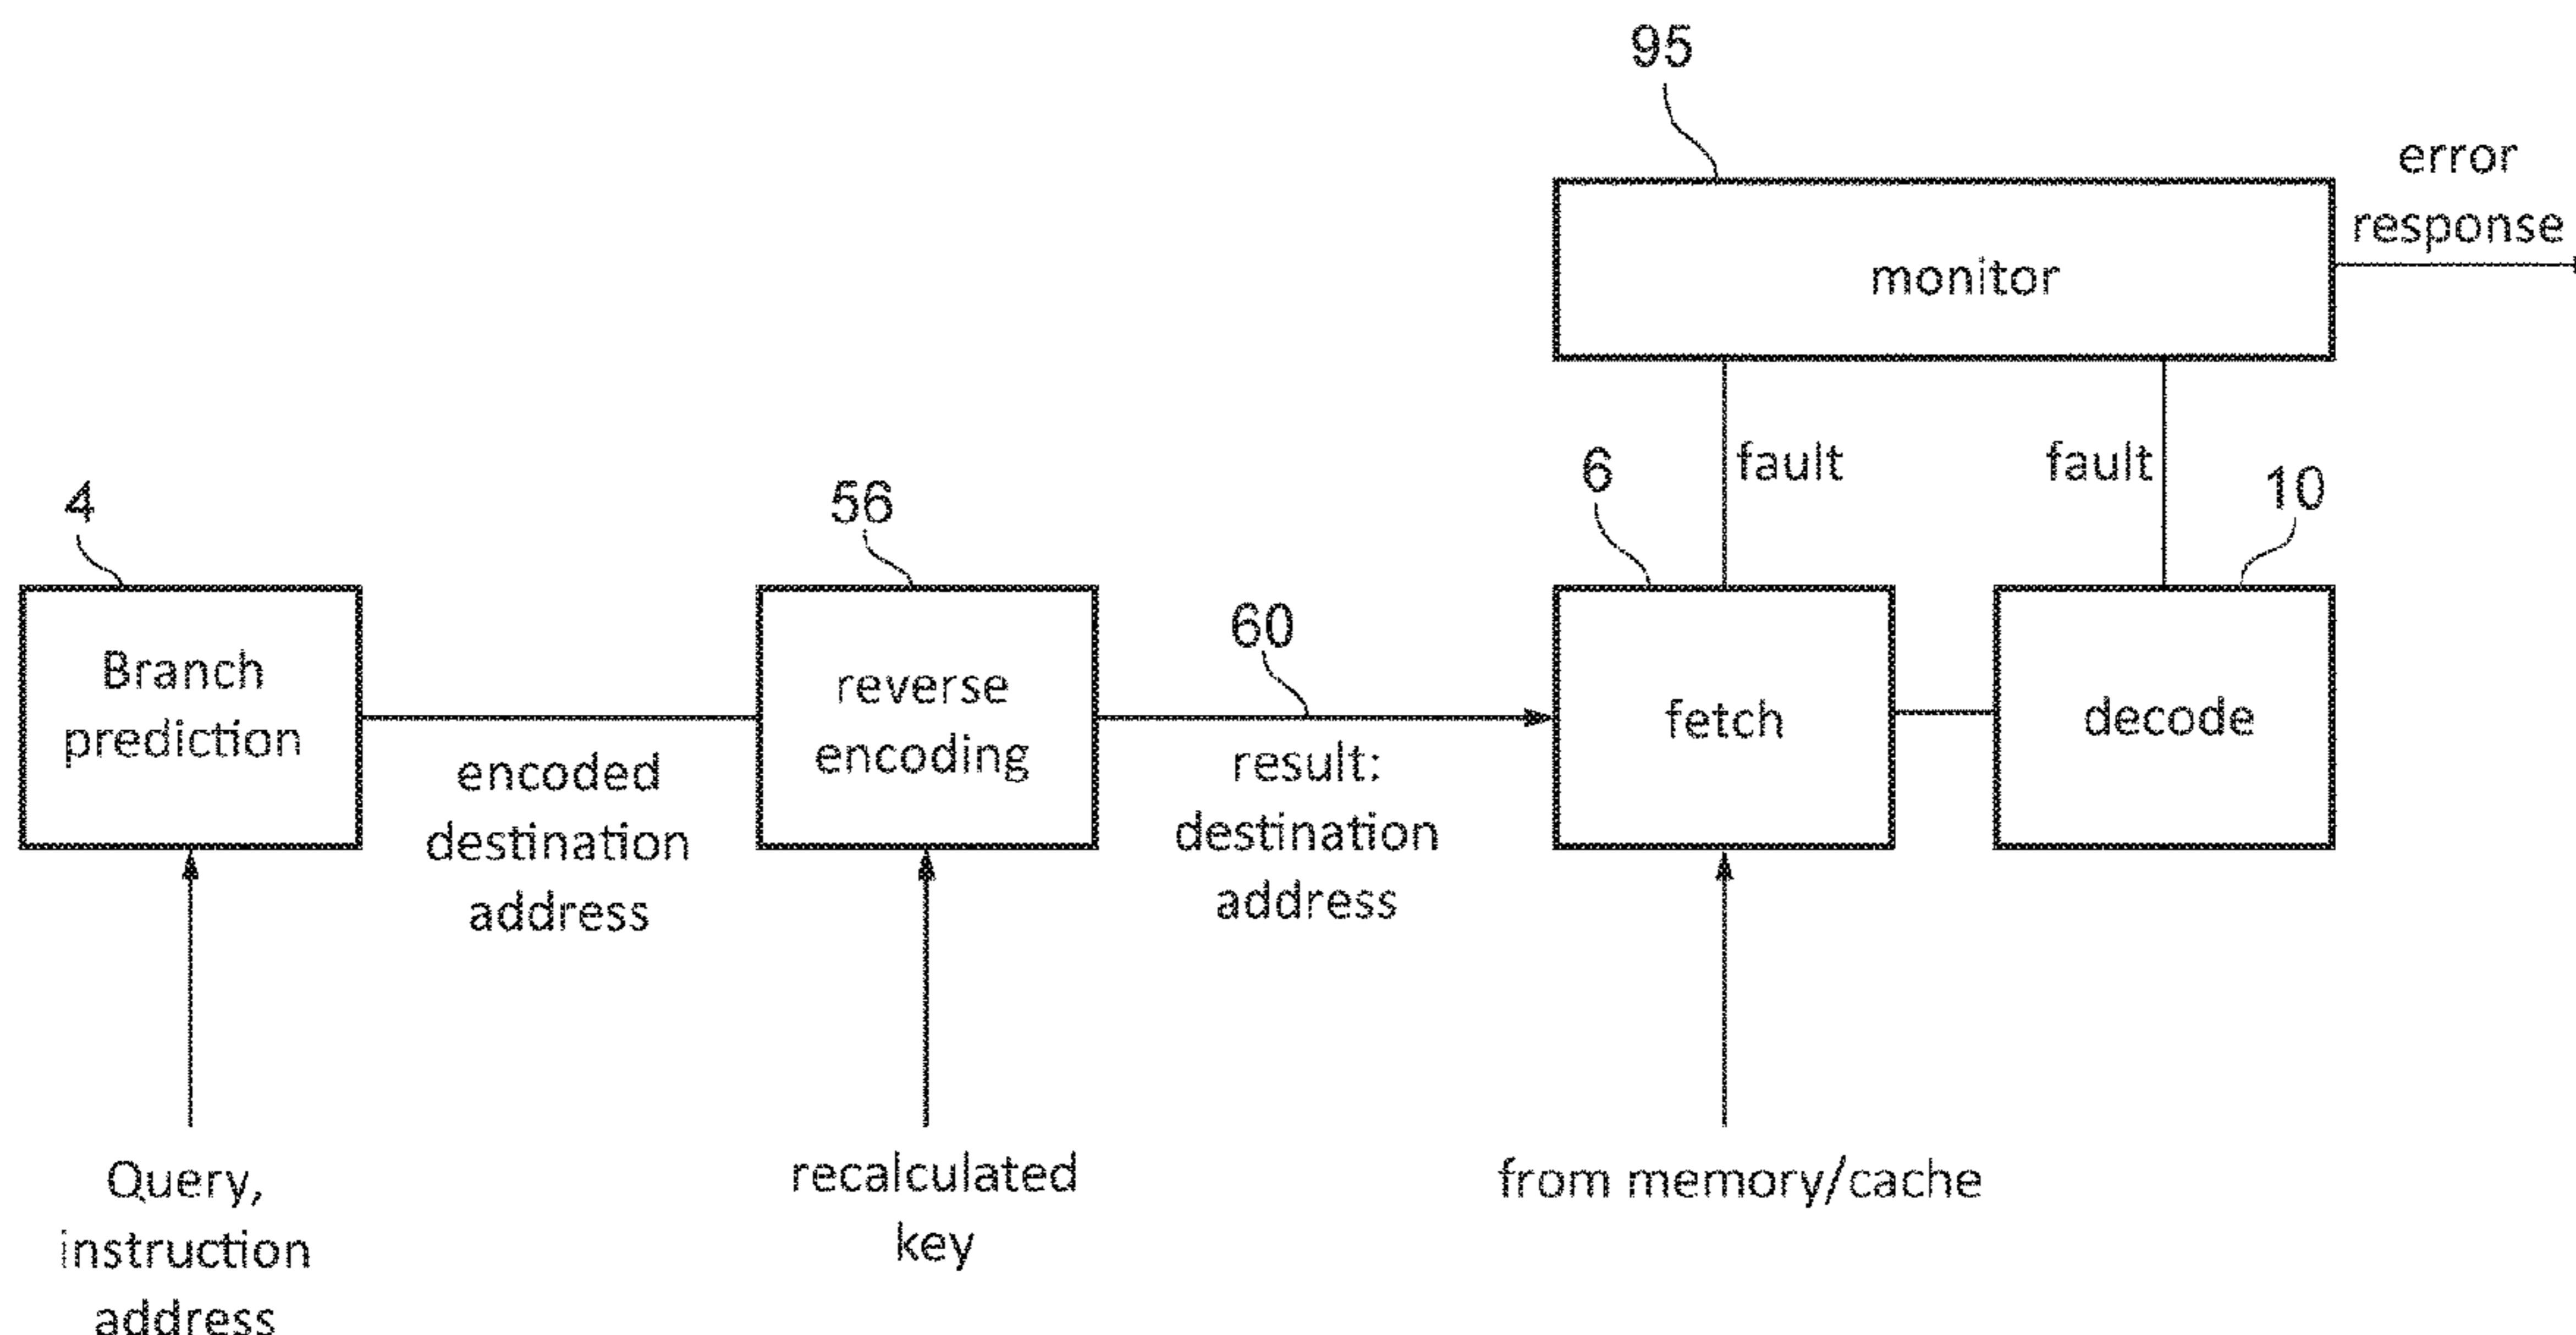 95
error
response
monitor
fault
fault
6
10
4
56
60
Branch
prediction
encoded
destination
address
reverse
encoding
result:
destination
address
fetch
decode
Query,
instruction
address
recalculated
key
from memory/cache